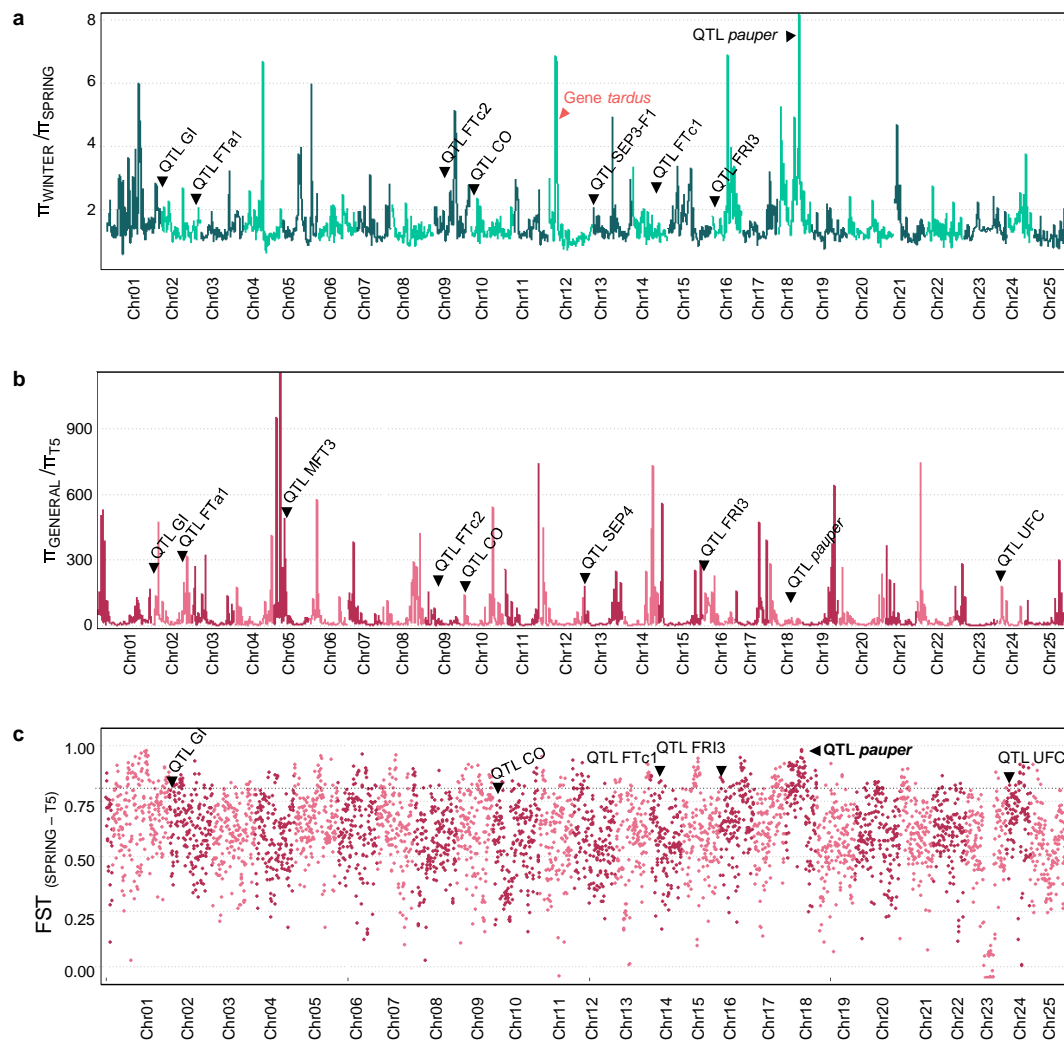 a
πWINTER /πSPRING
8
6
4
2
QTL GI
QTL FTa1
QTL FTc2
QTL CO
Gene tardus
QTL SEP3-F1
QTL FTc1
QTL FRI3
QTL pauper
Chr01 Chr02 Chr03 Chr04 Chr05 Chr06 Chr07 Chr08 Chr09 Chr10 Chr11 Chr12 Chr13 Chr14 Chr15 Chr16 Chr17 Chr18 Chr19 Chr20 Chr21 Chr22 Chr23 Chr24 Chr25
b
πGENERAL /πT5
900
600
300
0
QTL GI
QTL FTa1
QTL MFT3
QTL FTc2
QTL CO
QTL SEP4
QTL FRI3
QTL pauper
QTL UFC
Chr01 Chr02 Chr03 Chr04 Chr05 Chr06 Chr07 Chr08 Chr09 Chr10 Chr11 Chr12 Chr13 Chr14 Chr15 Chr16 Chr17 Chr18 Chr19 Chr20 Chr21 Chr22 Chr23 Chr24 Chr25
c
FST (SPRING – T5)
1.00
0.75
0.50
0.25
0.00
QTL GI
QTL CO
QTL FTc1
QTL FRI3
QTL pauper
QTL UFC
Chr01 Chr02 Chr03 Chr04 Chr05 Chr06 Chr07 Chr08 Chr09 Chr10 Chr11 Chr12 Chr13 Chr14 Chr15 Chr16 Chr17 Chr18 Chr19 Chr20 Chr21 Chr22 Chr23 Chr24 Chr25